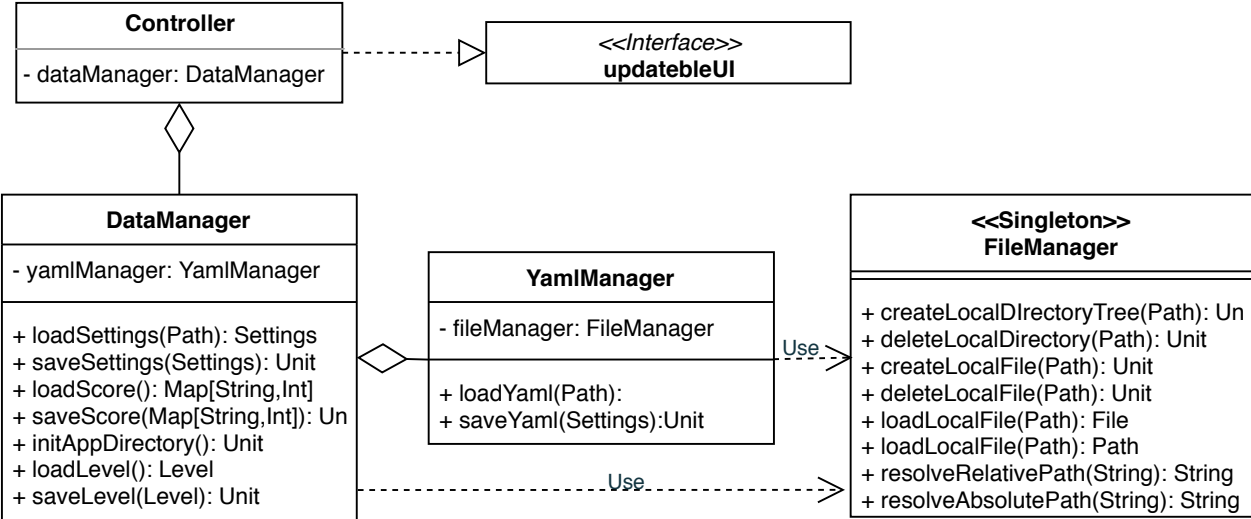 Controller
- dataManager: DataManager
<<Interface>>
updatebleUI
DataManager
- yamlManager: YamlManager
+ loadSettings(Path): Settings
+ saveSettings(Settings): Unit
+ loadScore(): Map[String,Int]
+ saveScore(Map[String,Int]): Un
+ initAppDirectory(): Unit
+ loadLevel(): Level
+ saveLevel(Level): Unit
YamlManager
- fileManager: FileManager
+ loadYaml(Path):
+ saveYaml(Settings):Unit
Use
Use
<<Singleton>>
FileManager
+ createLocalDIrectoryTree(Path): Un
+ deleteLocalDirectory(Path): Unit
+ createLocalFile(Path): Unit
+ deleteLocalFile(Path): Unit
+ loadLocalFile(Path): File
+ loadLocalFile(Path): Path
+ resolveRelativePath(String): String
+ resolveAbsolutePath(String): String